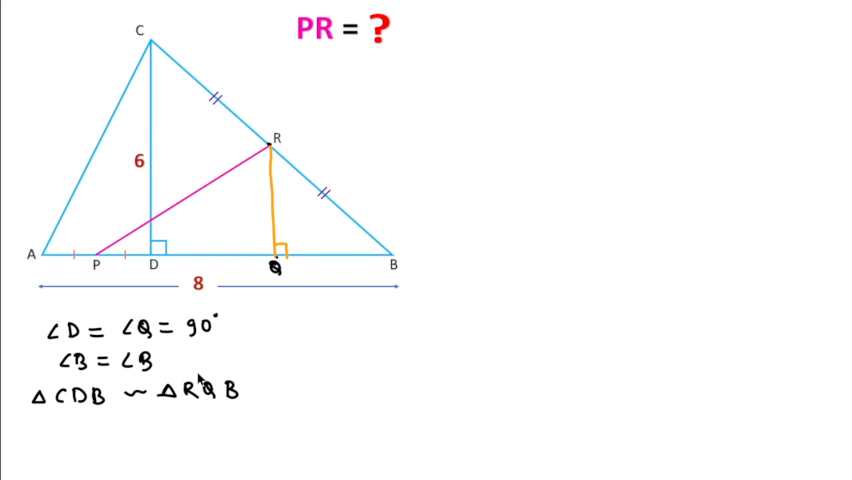 PR = ?
C
R
6
A
P
D
Q
B
8
∠D = ∠Q = 90°
∠B = ∠B
△CDB ~ △RQB